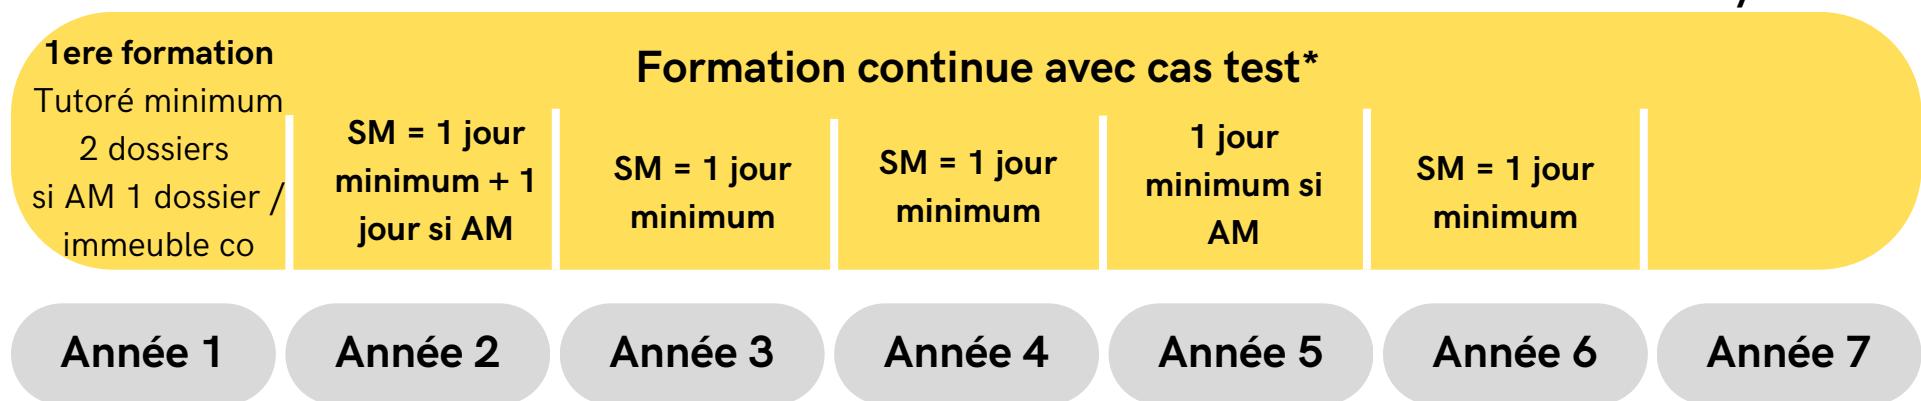 1ere formation
Tutoré minimum
2 dossiers
si AM 1 dossier /
immeuble co
Formation continue avec cas test*
SM = 1 jour
minimum + 1
jour si AM
SM = 1 jour
minimum
SM = 1 jour
minimum
1 jour
minimum si
AM
SM = 1 jour
minimum
Année 1
Année 2
Année 3
Année 4
Année 5
Année 6
Année 7